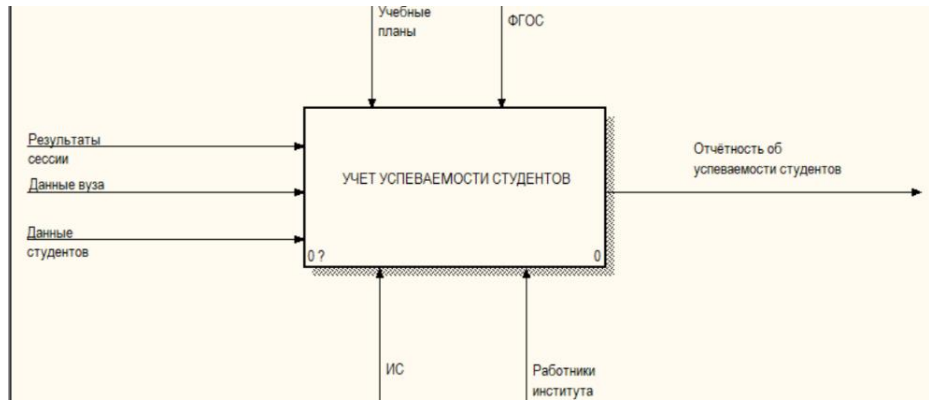 Учебные
планы
ФГОС
Результаты
сессии
Данные вуза
Данные
студентов
УЧЕТ УСПЕВАЕМОСТИ СТУДЕНТОВ
0 ?
0
Отчётность об
успеваемости студентов
ИС
Работники
института